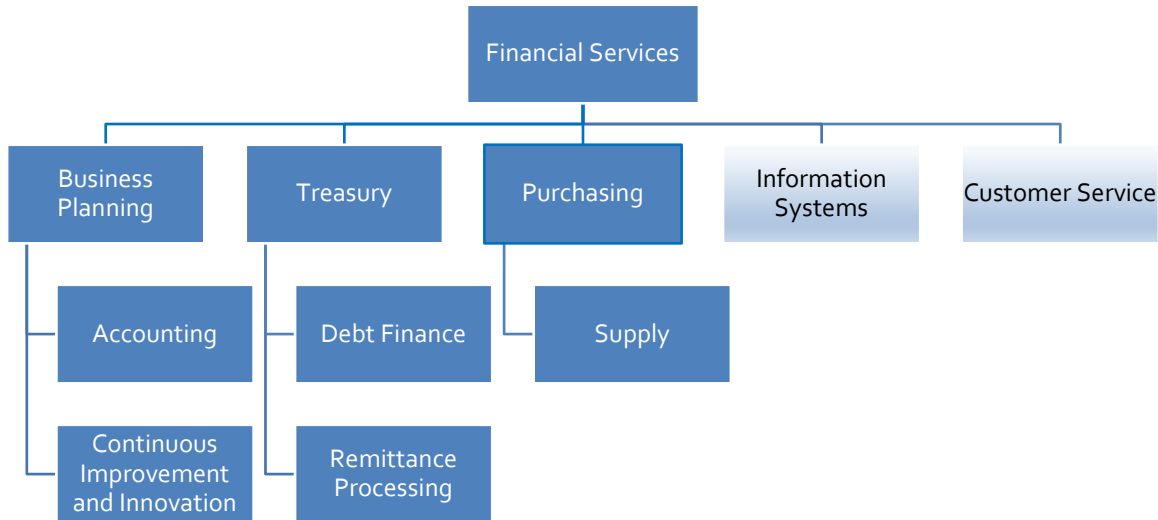 Financial Services
Business
Planning
Treasury
Purchasing
Information
Systems
Customer Service
Accounting
Debt Finance
Supply
Continuous
Improvement
and Innovation
Remittance
Processing